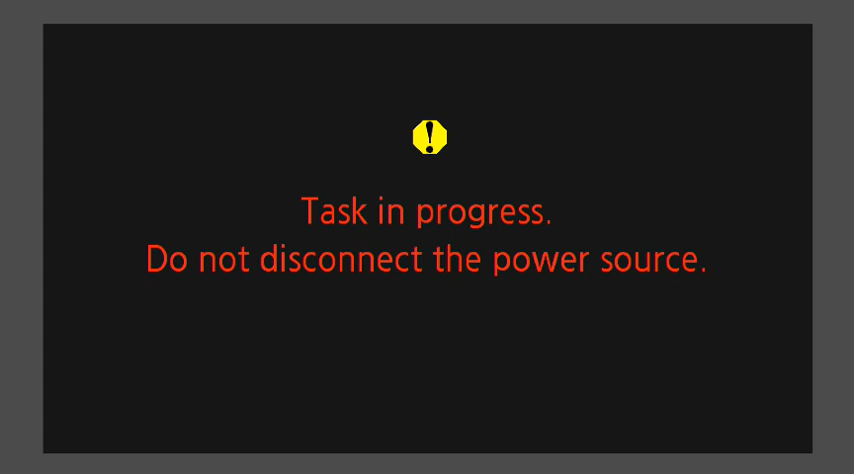 Task in progress.
Do not disconnect the power source.